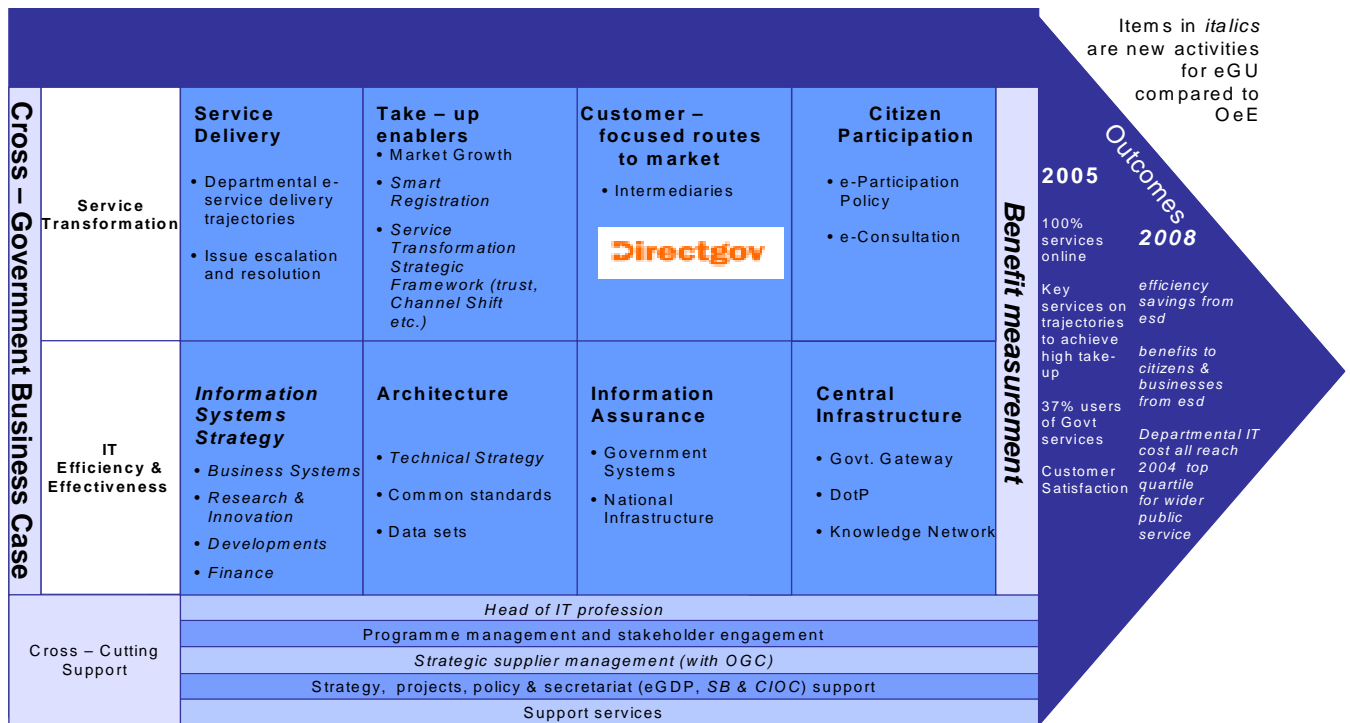 Items in italics
are new activities
for eGU
compared to
OeE
Cross – Government Business Case
Service
Transformation
Service
Delivery
• Departmental e-
service delivery
trajectories
• Issue escalation
and resolution
Take – up
enablers
• Market Growth
• Smart
Registration
• Service
Transformation
Strategic
Framework (trust,
Channel Shift
etc.)
Customer –
focused routes
to market
• Intermediaries
Directgov
Citizen
Participation
• e-Participation
Policy
• e-Consultation
IT
Efficiency &
Effectiveness
Information
Systems
Strategy
• Business Systems
• Research &
Innovation
• Developments
• Finance
Architecture
• Technical Strategy
• Common standards
• Data sets
Information
Assurance
• Government
Systems
• National
Infrastructure
Central
Infrastructure
• Govt. Gateway
• DotP
• Knowledge Network
Benefit measurement
Outcomes
2005
100%
services
online
Key
services on
trajectories
to achieve
high take-
up
37% users
of Govt
services
Customer
Satisfaction
2008
efficiency
savings from
esd
benefits to
citizens &
businesses
from esd
Departmental IT
cost all reach
2004 top
quartile
for wider
public
service
Cross – Cutting
Support
Head of IT profession
Programme management and stakeholder engagement
Strategic supplier management (with OGC)
Strategy, projects, policy & secretariat (eGDP, SB & CIOC) support
Support services